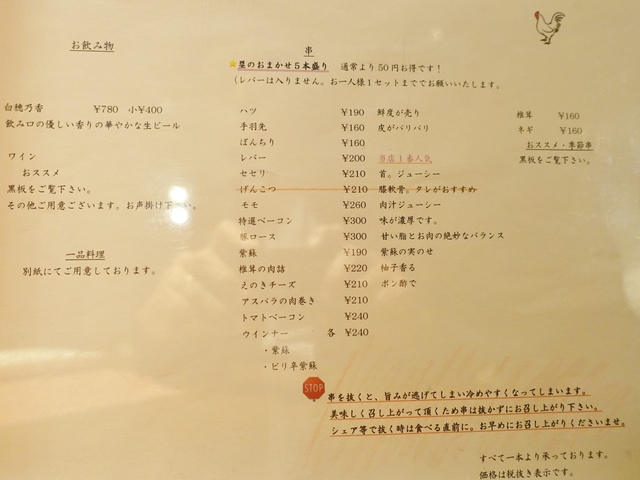 お飲み物
白穂乃香 ¥780 小¥400
飲み口の優しい香りの華やかな生ビール
ワイン
おススメ
黒板をご覧下さい。
その他ご用意ございます。お声掛け下さい。
一品料理
別紙にてご用意しております。
串
菜のおまかせ5本盛り 通常より50円お得です！
（レバーは入りません。お一人様1セットまででお願いいたします。
ハツ ¥190 鮮度が売り
手羽先 ¥160 皮がパリパリ
ぼんちり ¥160
レバー ¥200 当店1番人気
セセリ ¥210 首。ジューシー
げんこつ ¥210 膝軟骨。タレがおすすめ
モモ ¥260 肉汁ジューシー
特選ベーコン ¥300 味が濃厚です。
豚ロース ¥300 甘い脂とお肉の絶妙なバランス
紫蘇 ¥190 紫蘇の実のせ
椎茸の肉詰 ¥220 柚子香る
えのきチーズ ¥210 ポン酢で
アスパラの肉巻き ¥210
トマトベーコン ¥240
ウインナー 各 ¥240
・紫蘇
・ピリ辛紫蘇
椎茸 ¥160
ネギ ¥160
おススメ・季節串
黒板をご覧下さい。
STOP
串を抜くと、旨みが逃げてしまい冷めやすくなってしまいます。
美味しく召し上がって頂くため串は抜かずにお召し上がり下さい。
シェア等で抜く時は食べる直前に。お早めにお召し上がりくださいませ。
すべて一本より承っております。
価格は税抜き表示です。